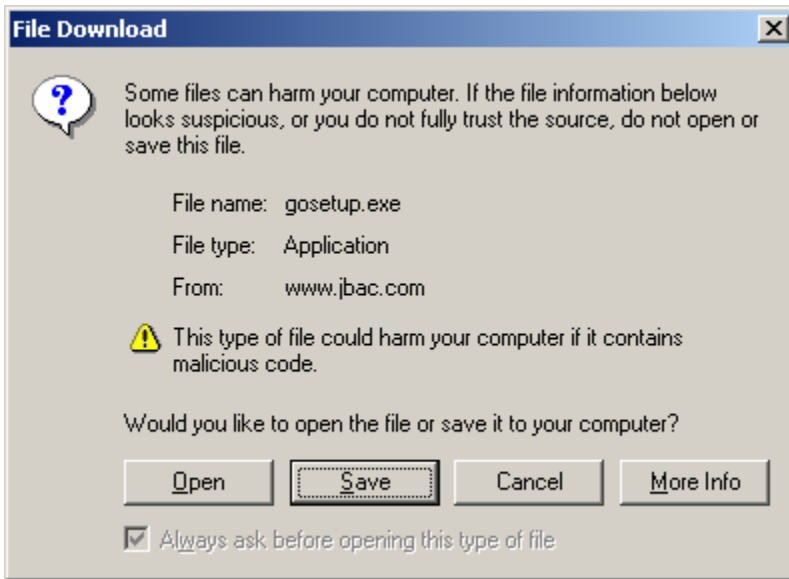 File Download
Some files can harm your computer. If the file information below
looks suspicious, or you do not fully trust the source, do not open or
save this file.
File name: gosetup.exe
File type: Application
From: www.jbac.com
This type of file could harm your computer if it contains
malicious code.
Would you like to open the file or save it to your computer?
Open Save Cancel More Info
Always ask before opening this type of file